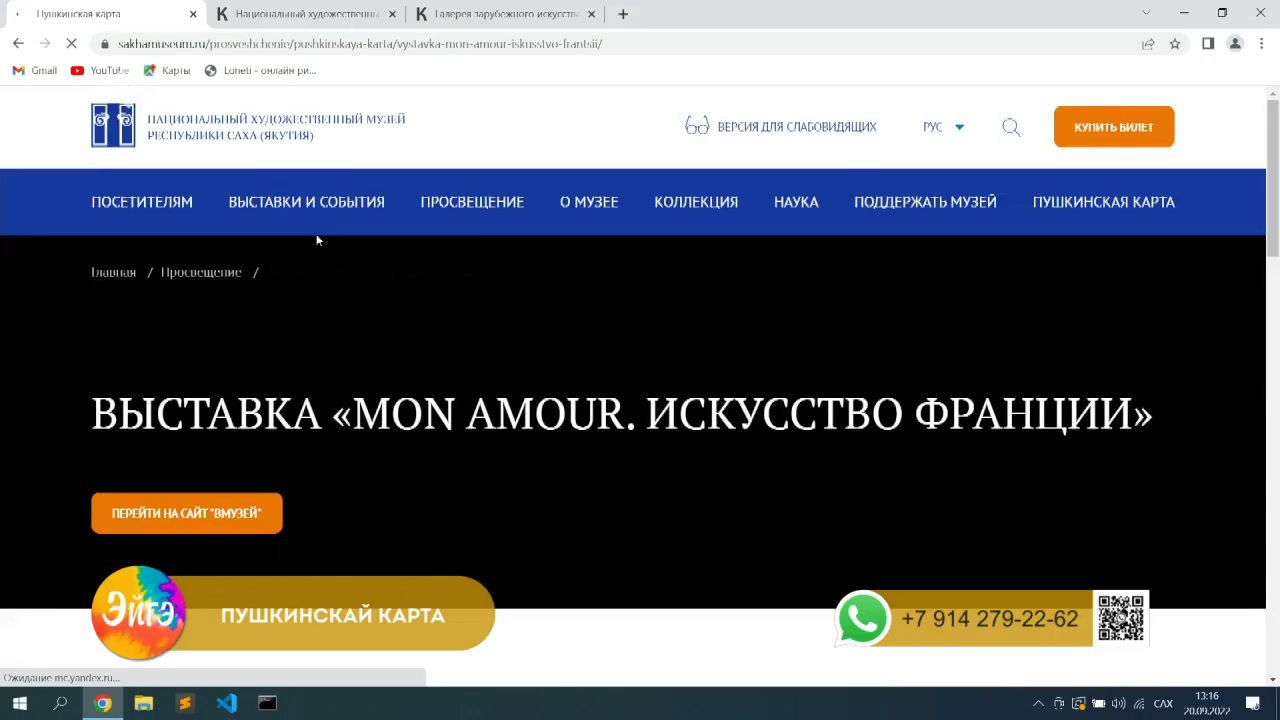 Пушкинская карта
Национальный художественны
Галерея зарубежного искусств
sakhamuseum.ru/prosveshchenie/pushkinskaya-karta/vystavka-mon-amour-iskusstvo-frantsii/
Gmail
YouTube
Карты
Loneti - онлайн ри...
НАЦИОНАЛЬНЫЙ ХУДОЖЕСТВЕННЫЙ МУЗЕЙ
РЕСПУБЛИКИ САХА (ЯКУТИЯ)
ВЕРСИЯ ДЛЯ СЛАБОВИДЯЩИХ
РУС
КУПИТЬ БИЛЕТ
ПОСЕТИТЕЛЯМ
ВЫСТАВКИ И СОБЫТИЯ
ПРОСВЕЩЕНИЕ
О МУЗЕЕ
КОЛЛЕКЦИЯ
НАУКА
ПОДДЕРЖАТЬ МУЗЕЙ
ПУШКИНСКАЯ КАРТА
Главная / Просвещение /
ВЫСТАВКА «MON AMOUR. ИСКУССТВО ФРАНЦИИ»
ПЕРЕЙТИ НА САЙТ "ВМУЗЕЙ"
Эйгэ
ПУШКИНСКАЙ КАРТА
+7 914 279-22-62
Ожидание mc.yandex.ru...
САХ
13:16
20.09.2022